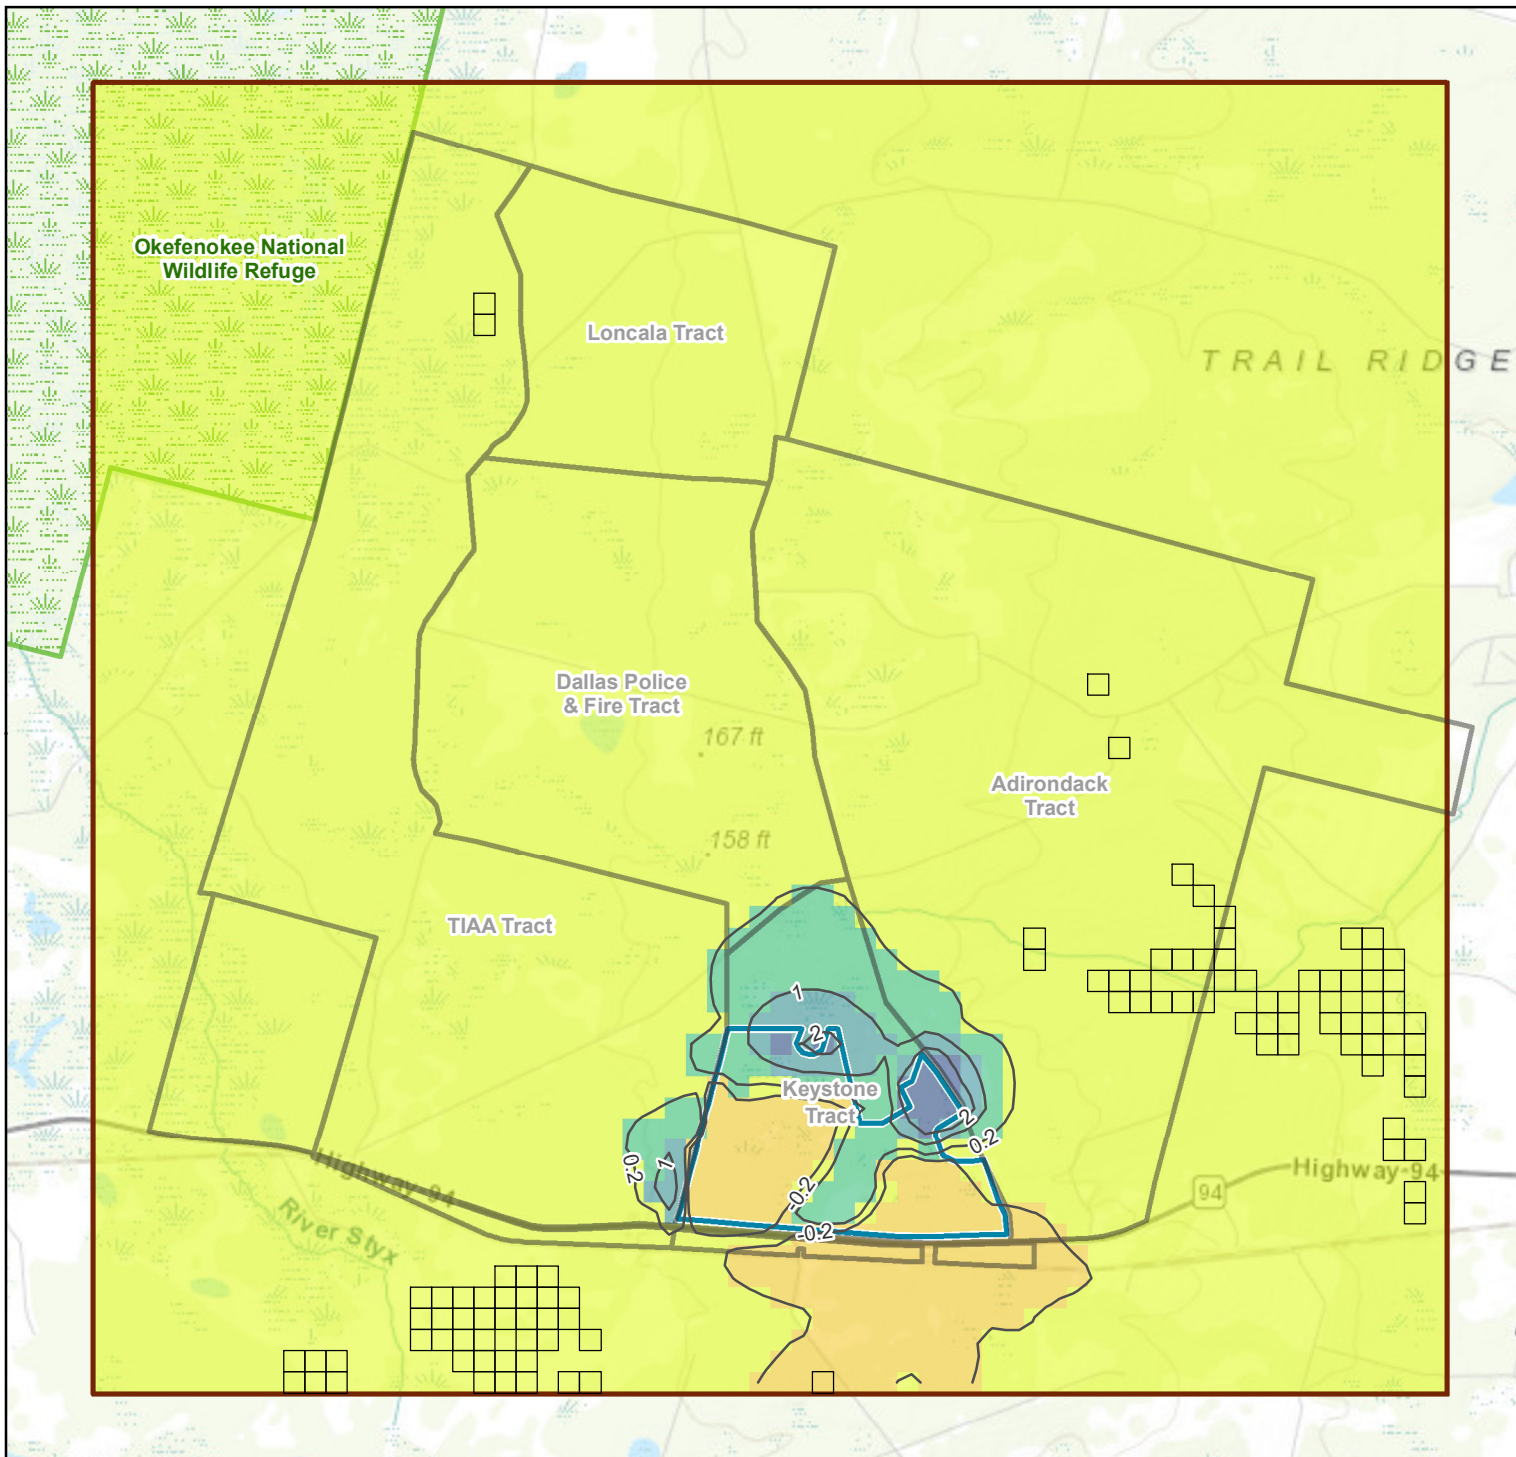 Okefenokee National
Wildlife Refuge
Loncala Tract
TRAIL RIDGE
Dallas Police
& Fire Tract
167 ft
Adirondack
Tract
158 ft
TIAA Tract
1
2
Keystone
Tract
2
0.2
1
0.2
-0.2
-0.2
Highway 94
94
Highway 94
River Styx